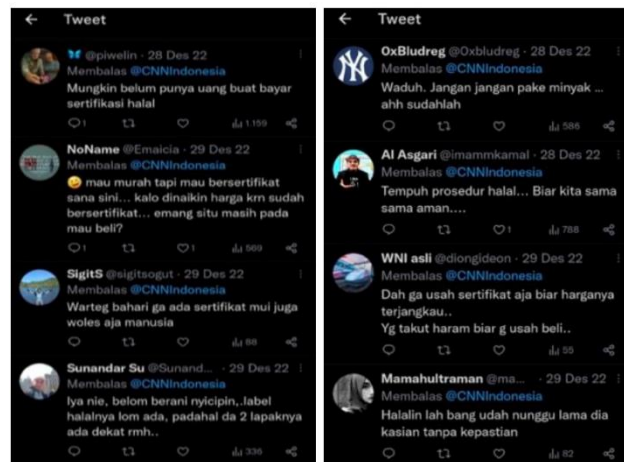 ← Tweet
@piwelin · 28 Des 22
Membalas @CNNIndonesia
Mungkin belum punya uang buat bayar
sertifikasi halal
1 1.159
NoName @Emaicia · 29 Des 22
Membalas @CNNIndonesia
🤣 mau murah tapi mau bersertifikat
sana sini... kalo dinaikin harga krn sudah
bersertifikat... emang situ masih pada
mau beli?
1 1 569
SigitS @sigitsogut · 29 Des 22
Membalas @CNNIndonesia
Warteg bahari ga ada sertifikat mui juga
woles aja manusia
88
Sunandar Su @Sunand... · 29 Des 22
Membalas @CNNIndonesia
Iya nie, belom berani nyicipin,.label
halalnya lom ada, padahal da 2 lapaknya
ada dekat rmh..
336
← Tweet
0xBludreg @0xbludreg · 28 Des 22
Membalas @CNNIndonesia
Waduh. Jangan jangan pake minyak ...
ahh sudahlah
586
Al Asgari @imammkamal · 28 Des 22
Membalas @CNNIndonesia
Tempuh prosedur halal... Biar kita sama
sama aman....
1 788
WNI asli @diongideon · 29 Des 22
Membalas @CNNIndonesia
Dah ga usah sertifikat aja biar harganya
terjangkau..
Yg takut haram biar g usah beli..
55
Mamahultraman @ma... · 29 Des 22
Membalas @CNNIndonesia
Halalin lah bang udah nunggu lama dia
kasian tanpa kepastian
82